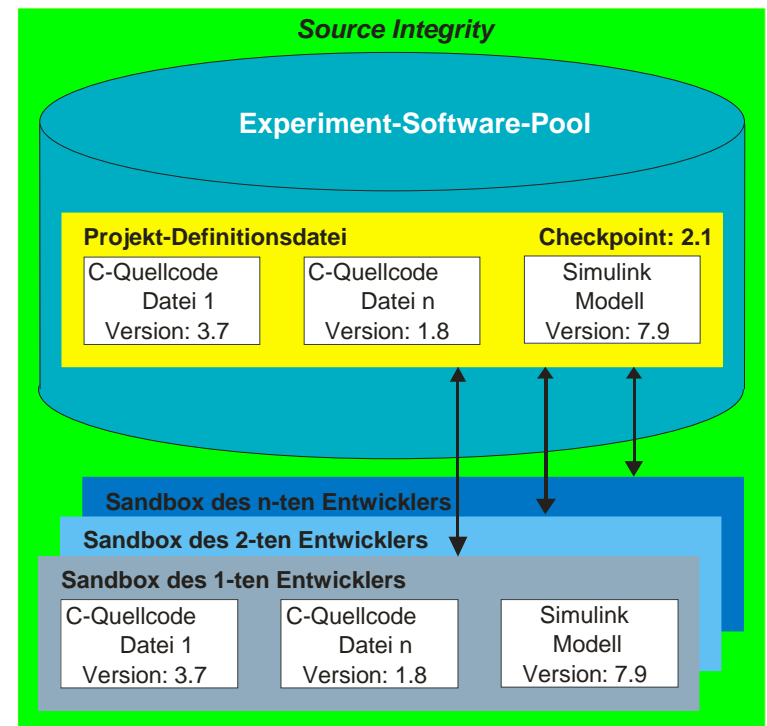 Source Integrity
Experiment-Software-Pool
Projekt-Definitionsdatei Checkpoint: 2.1
C-Quellcode
Datei 1
Version: 3.7
C-Quellcode
Datei n
Version: 1.8
Simulink
Modell
Version: 7.9
Sandbox des n-ten Entwicklers
Sandbox des 2-ten Entwicklers
Sandbox des 1-ten Entwicklers
C-Quellcode
Datei 1
Version: 3.7
C-Quellcode
Datei n
Version: 1.8
Simulink
Modell
Version: 7.9